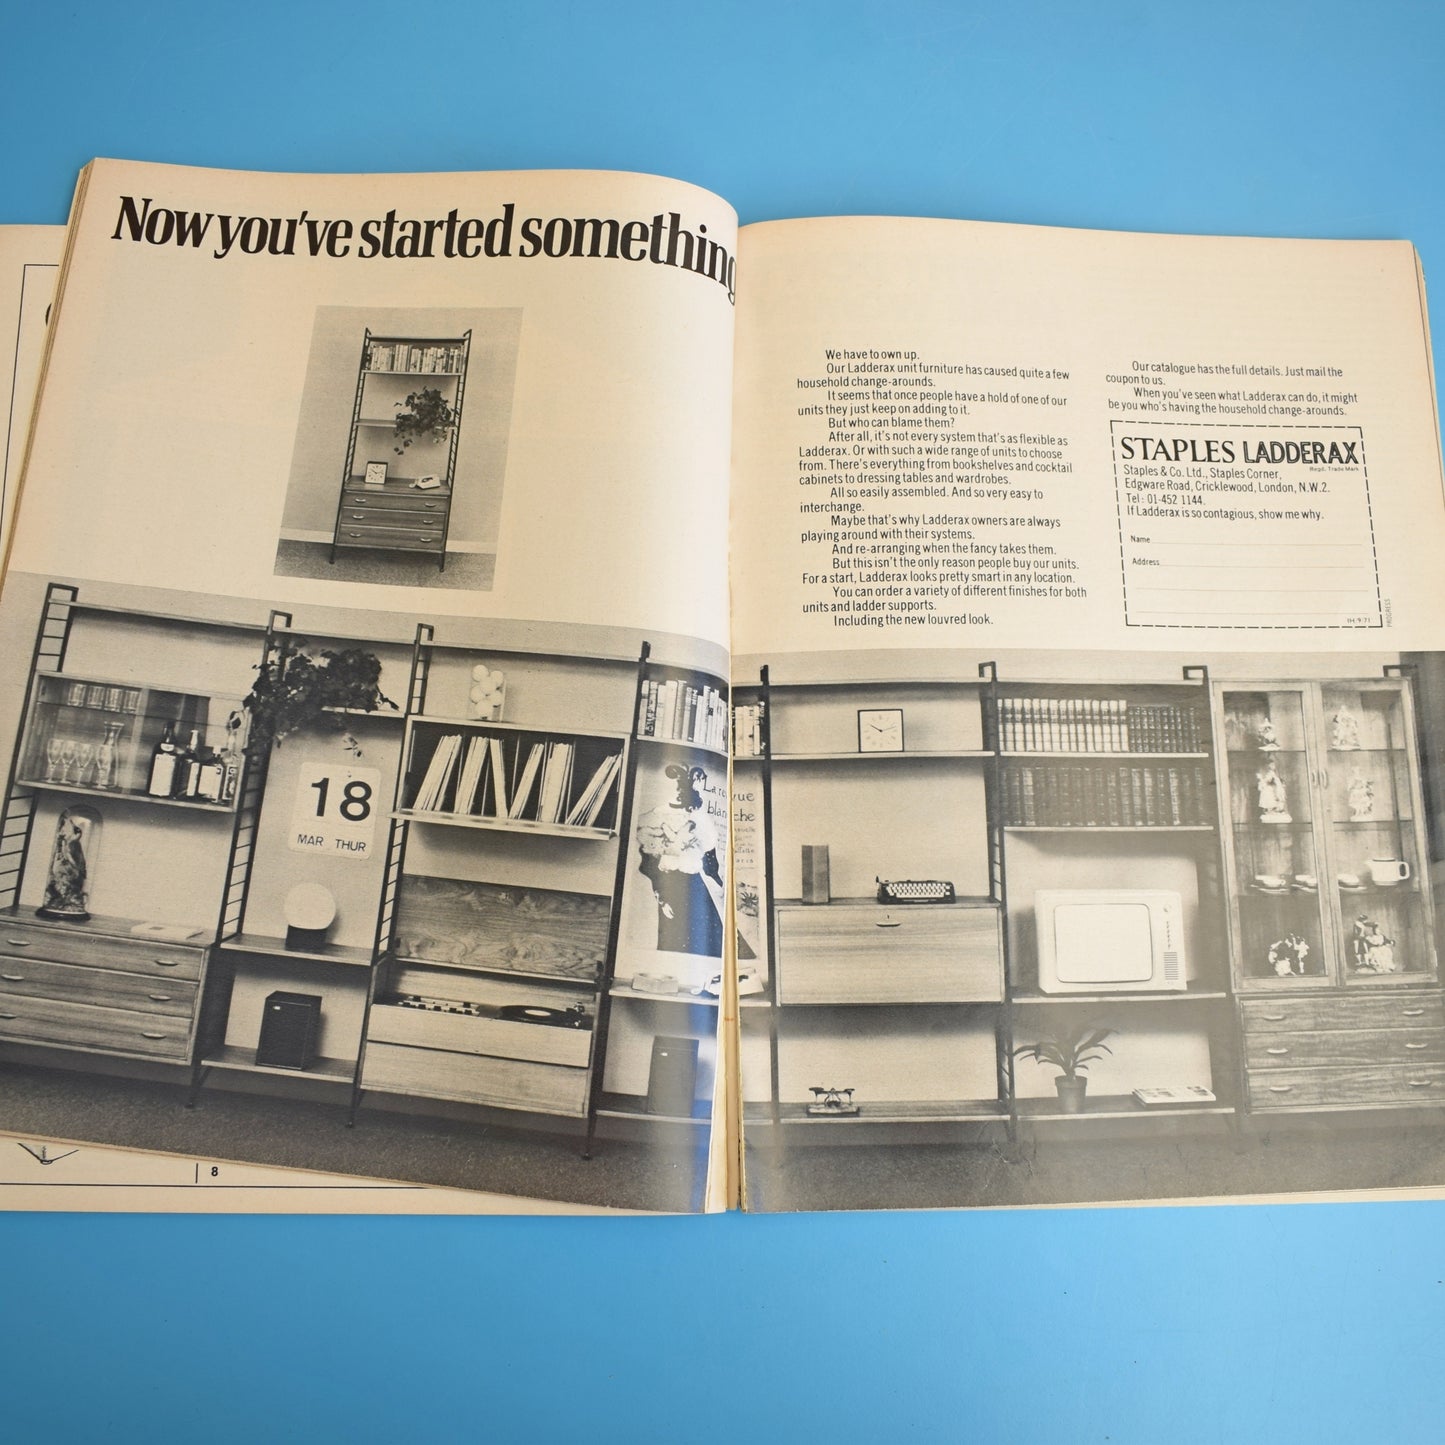 Now you've started something
We have to own up.
Our Ladderax unit furniture has caused quite a few
household change-arounds.
It seems that once people have a hold of one of our
units they just keep on adding to it.
But who can blame them?
After all, it's not every system that's as flexible as
Ladderax. Or with such a wide range of units to choose
from. There's everything from bookshelves and cocktail
cabinets to dressing tables and wardrobes.
All so easily assembled. And so very easy to
interchange.
Maybe that's why Ladderax owners are always
playing around with their systems.
And re-arranging when the fancy takes them.
But this isn't the only reason people buy our units.
For a start, Ladderax looks pretty smart in any location.
You can order a variety of different finishes for both
units and ladder supports.
Including the new louvred look.
Our catalogue has the full details. Just mail the
coupon to us.
When you've seen what Ladderax can do, it might
be you who's having the household change-arounds.
STAPLES LADDERAX
Regd. Trade Mark
Staples & Co. Ltd., Staples Corner,
Edgware Road, Cricklewood, London, N.W.2.
Tel: 01-452 1144.
If Ladderax is so contagious, show me why.
Name
Address
IH·9·71
PROGRESS
18
MAR THUR
La revue
blanche
8